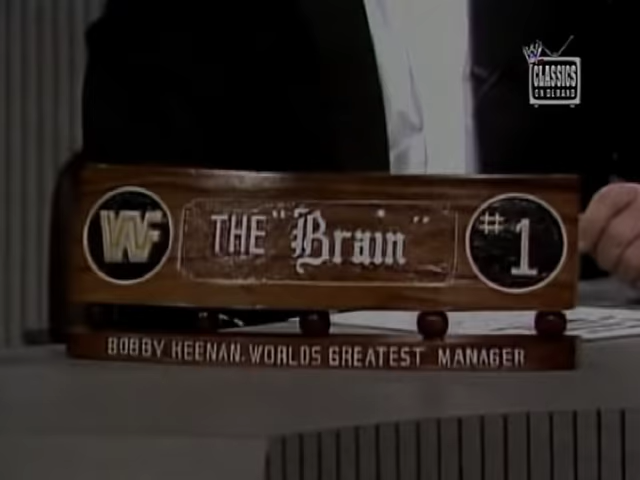 W
CLASSICS
ON DEMAND
WF
THE "Brain"
#1
BOBBY HEENAN. WORLDS GREATEST MANAGER